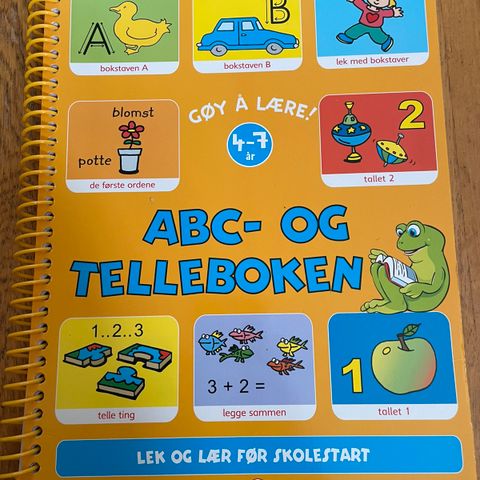 A
B
bokstaven A
bokstaven B
lek med bokstaver
GØY Å LÆRE!
4-7
år
blomst
potte
de første ordene
2
tallet 2
ABC- OG
TELLEBOKEN
1..2..3
telle ting
3 + 2 =
legge sammen
1
tallet 1
LEK OG LÆR FØR SKOLESTART